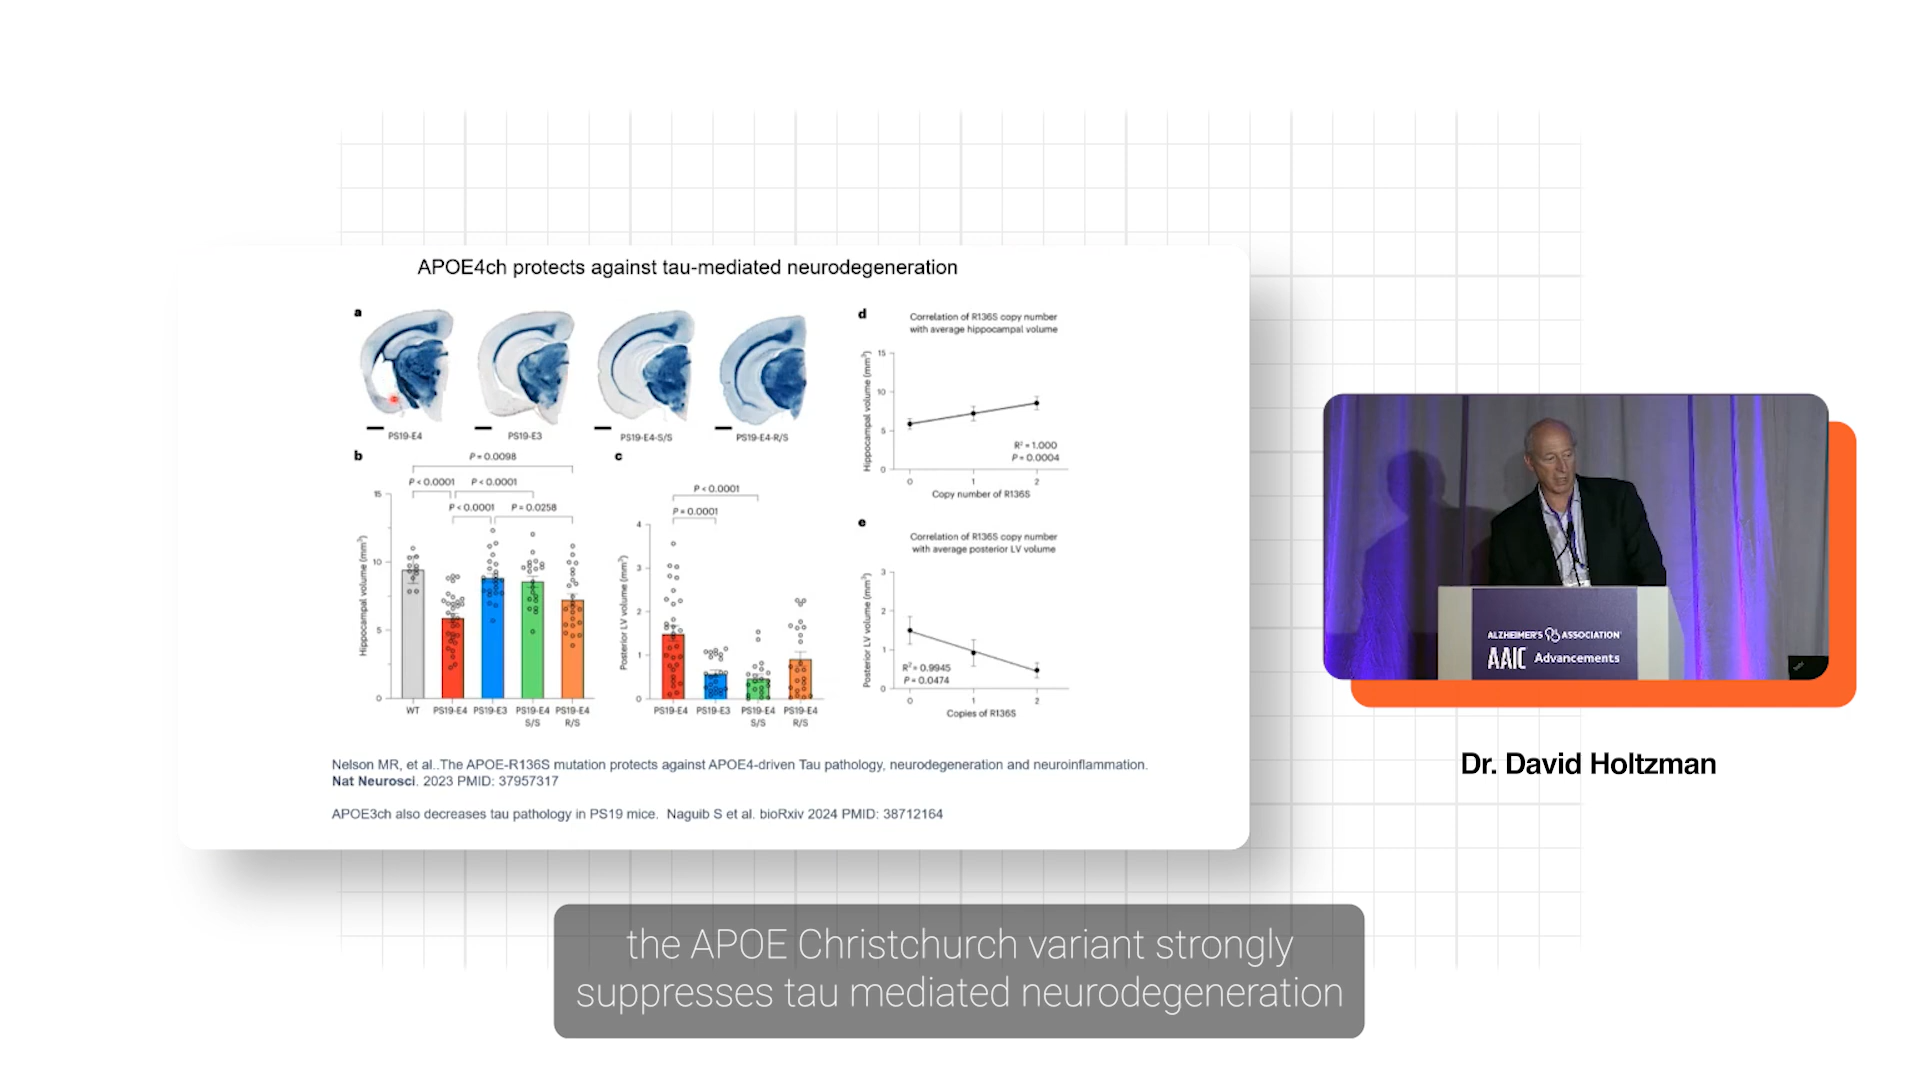 APOE4ch protects against tau-mediated neurodegeneration
a
PS19-E4
PS19-E3
PS19-E4-S/S
PS19-E4-R/S
b
P = 0.0098
P < 0.0001
P < 0.0001
P < 0.0001
P = 0.0258
Hippocampal volume (mm³)
15
10
5
0
WT
PS19-E4
PS19-E3
PS19-E4
S/S
PS19-E4
R/S
c
P < 0.0001
P = 0.0001
Posterior LV volume (mm³)
4
3
2
1
0
PS19-E4
PS19-E3
PS19-E4
S/S
PS19-E4
R/S
d
Correlation of R136S copy number
with average hippocampal volume
Hippocampal volume (mm³)
15
10
5
0
R² = 1.000
P = 0.0004
0
1
2
Copy number of R136S
e
Correlation of R136S copy number
with average posterior LV volume
Posterior LV volume (mm³)
3
2
1
0
R² = 0.9945
P = 0.0474
0
1
2
Copies of R136S
Nelson MR, et al..The APOE-R136S mutation protects against APOE4-driven Tau pathology, neurodegeneration and neuroinflammation.
Nat Neurosci. 2023 PMID: 37957317
APOE3ch also decreases tau pathology in PS19 mice. Naguib S et al. bioRxiv 2024 PMID: 38712164
ALZHEIMER'S ASSOCIATION
AAIC Advancements
Dr. David Holtzman
the APOE Christchurch variant strongly
suppresses tau mediated neurodegeneration